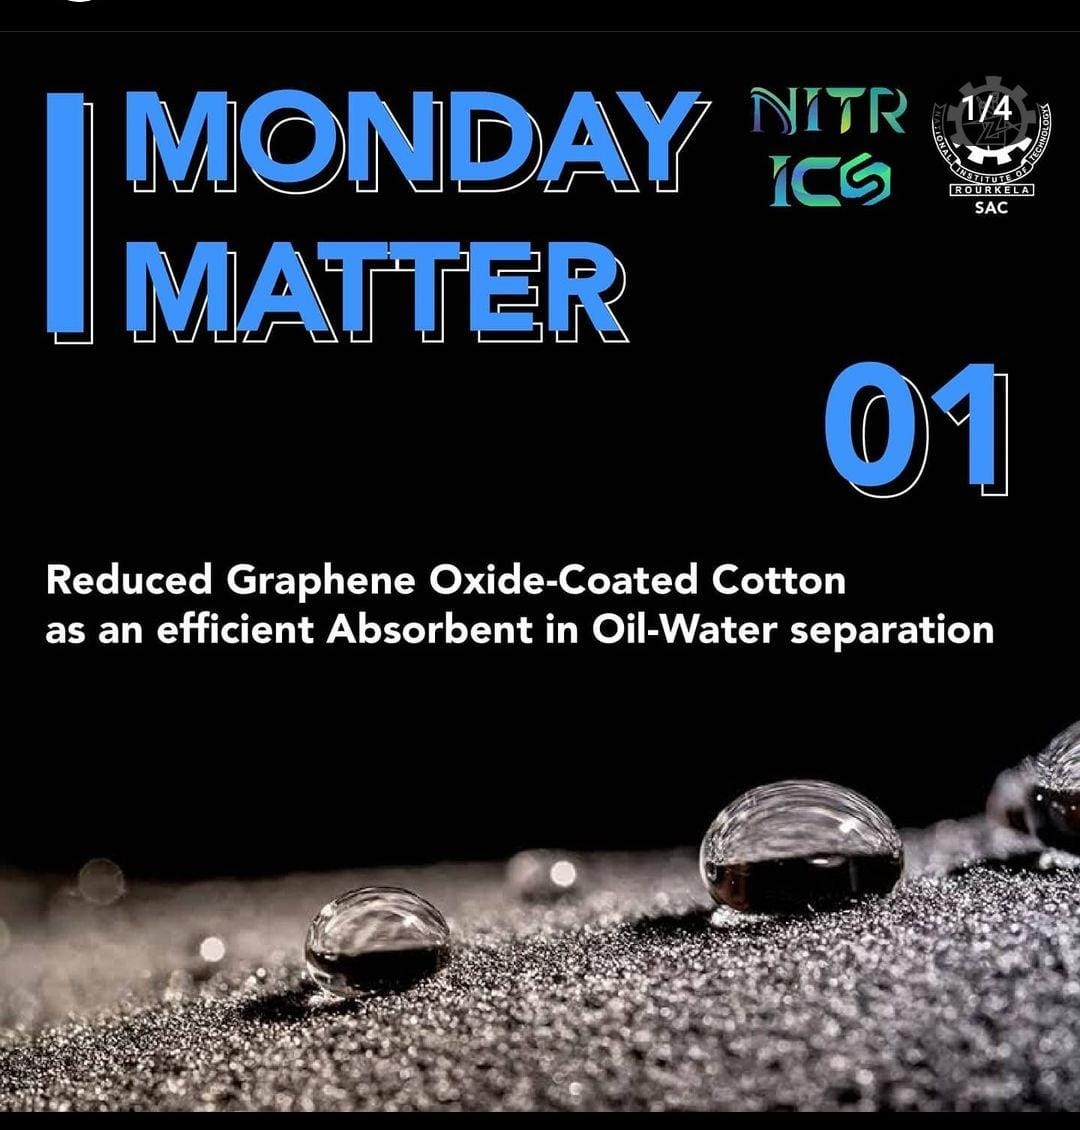 MONDAY
MATTER
NITR
ICS
1/4
NATIONAL INSTITUTE OF TECHNOLOGY
ROURKELA
SAC
01
Reduced Graphene Oxide-Coated Cotton
as an efficient Absorbent in Oil-Water separation